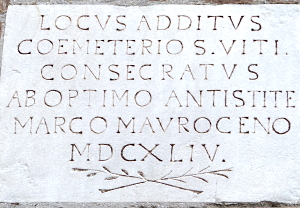 LOCVS ADDITVS
COEMETERIO S. VITI.
CONSECRATVS
AB OPTIMO ANTISTITE
MARCO MAVROCENO
MDCXLIV.